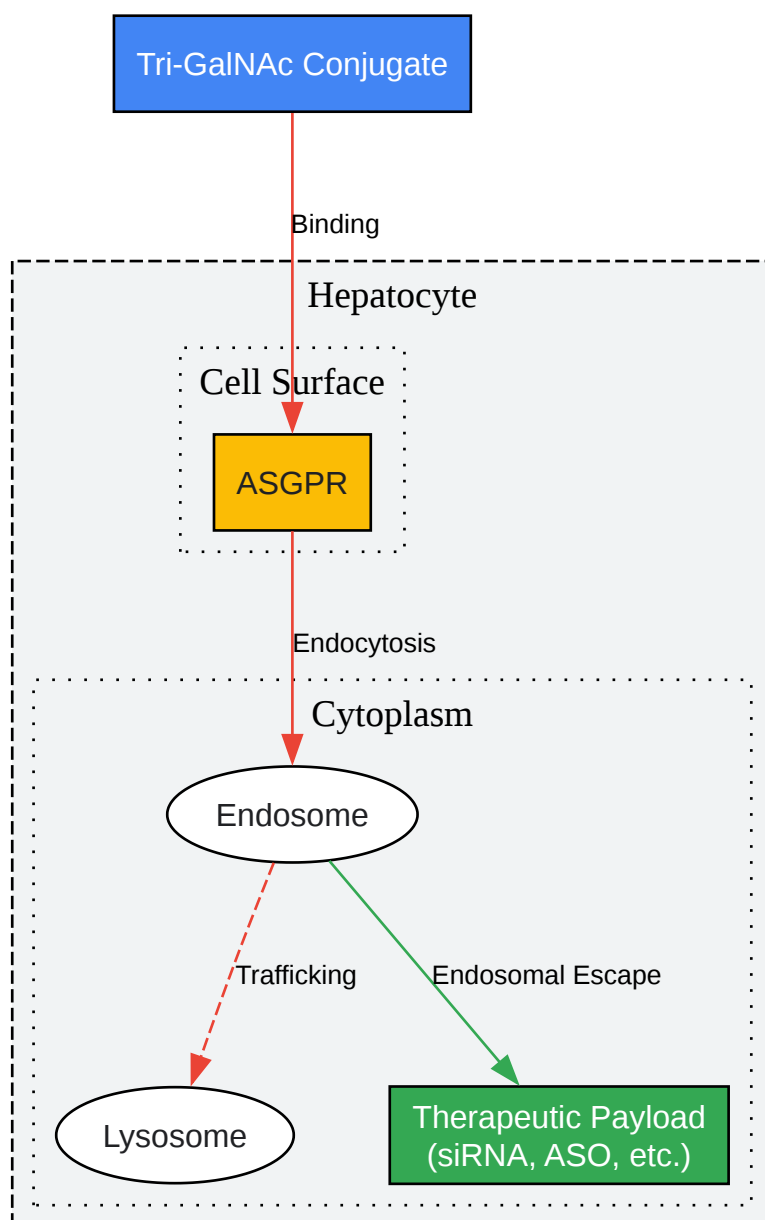 Tri-GalNAc Conjugate
Binding
Hepatocyte
Cell Surface
ASGPR
Endocytosis
Cytoplasm
Endosome
Trafficking
Endosomal Escape
Lysosome
Therapeutic Payload
(siRNA, ASO, etc.)